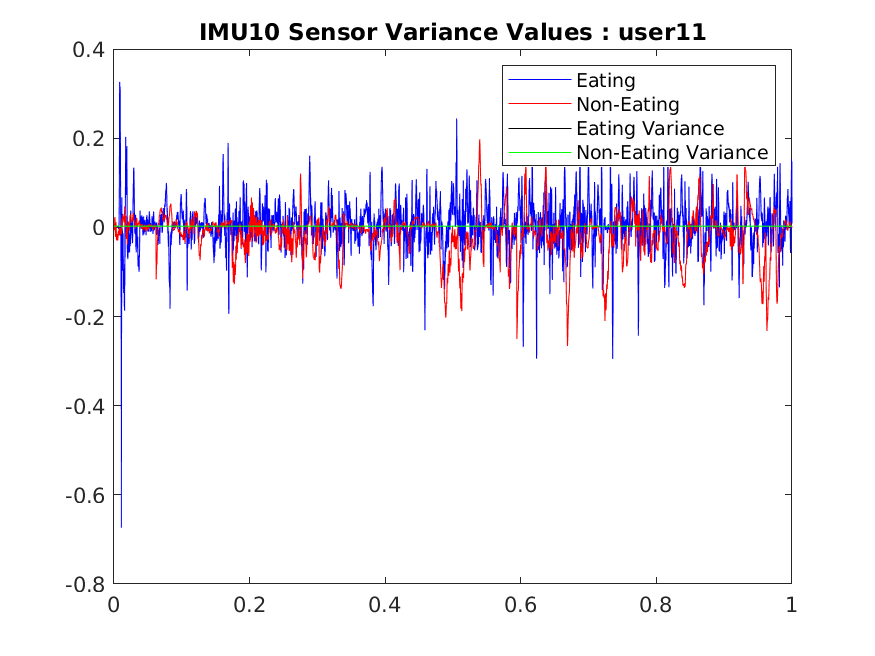 IMU10 Sensor Variance Values : user11
0.4
0.2
0
-0.2
-0.4
-0.6
-0.8
Eating
Non-Eating
Eating Variance
Non-Eating Variance
0 0.2 0.4 0.6 0.8 1